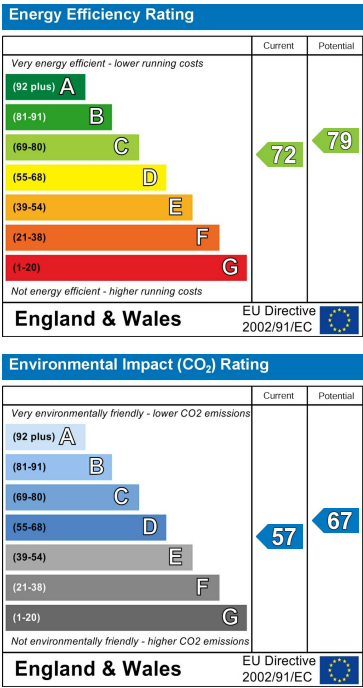 Energy Efficiency Rating
Current Potential
Very energy efficient - lower running costs
(92 plus) A
(81-91) B
(69-80) C
(55-68) D
(39-54) E
(21-38) F
(1-20) G
72
79
Not energy efficient - higher running costs
England & Wales
EU Directive
2002/91/EC
Environmental Impact (CO₂) Rating
Current Potential
Very environmentally friendly - lower CO2 emissions
(92 plus) A
(81-91) B
(69-80) C
(55-68) D
(39-54) E
(21-38) F
(1-20) G
57
67
Not environmentally friendly - higher CO2 emissions
England & Wales
EU Directive
2002/91/EC